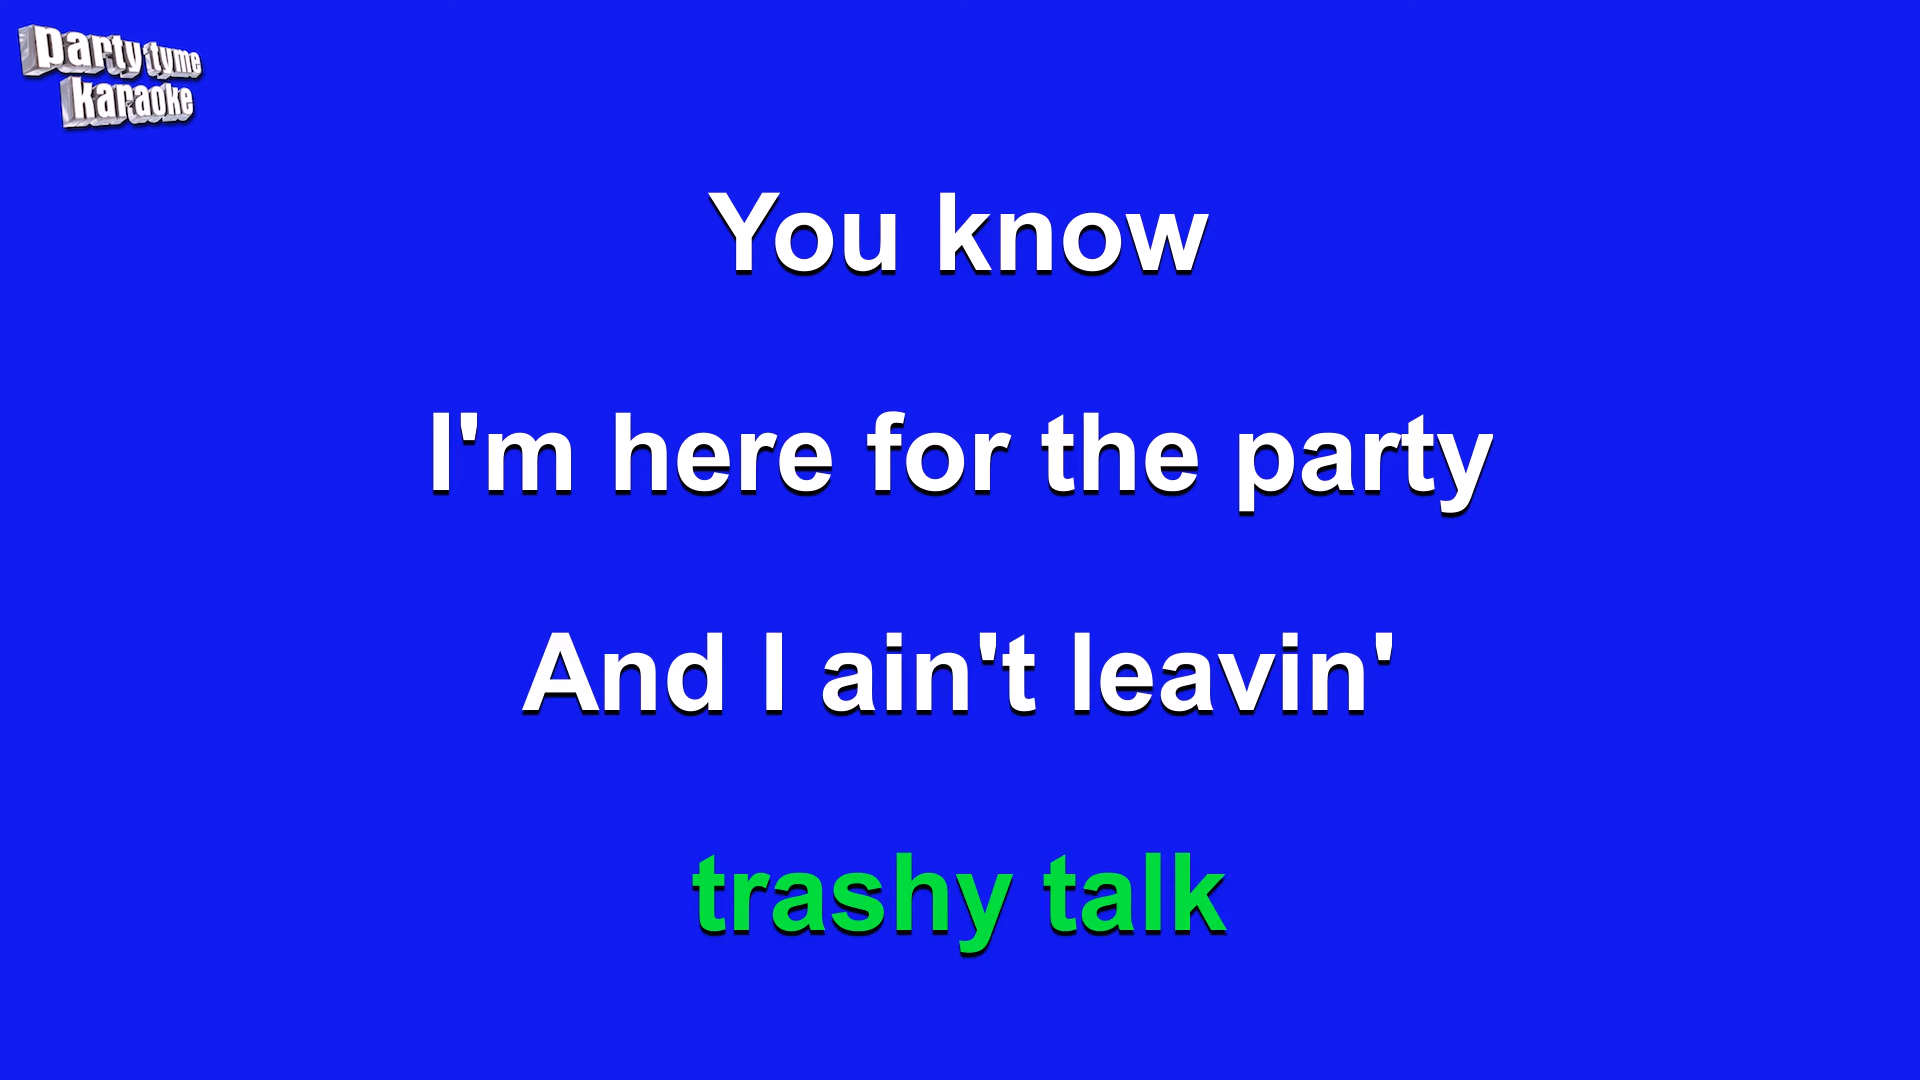 party tyme
karaoke
You know
I'm here for the party
And I ain't leavin'
trashy talk